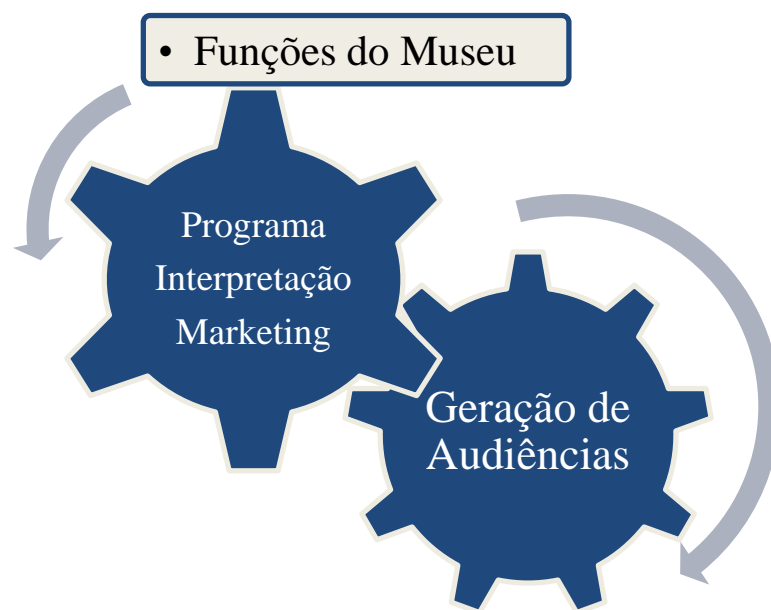 • Funções do Museu
Programa
Interpretação
Marketing
Geração de
Audiências